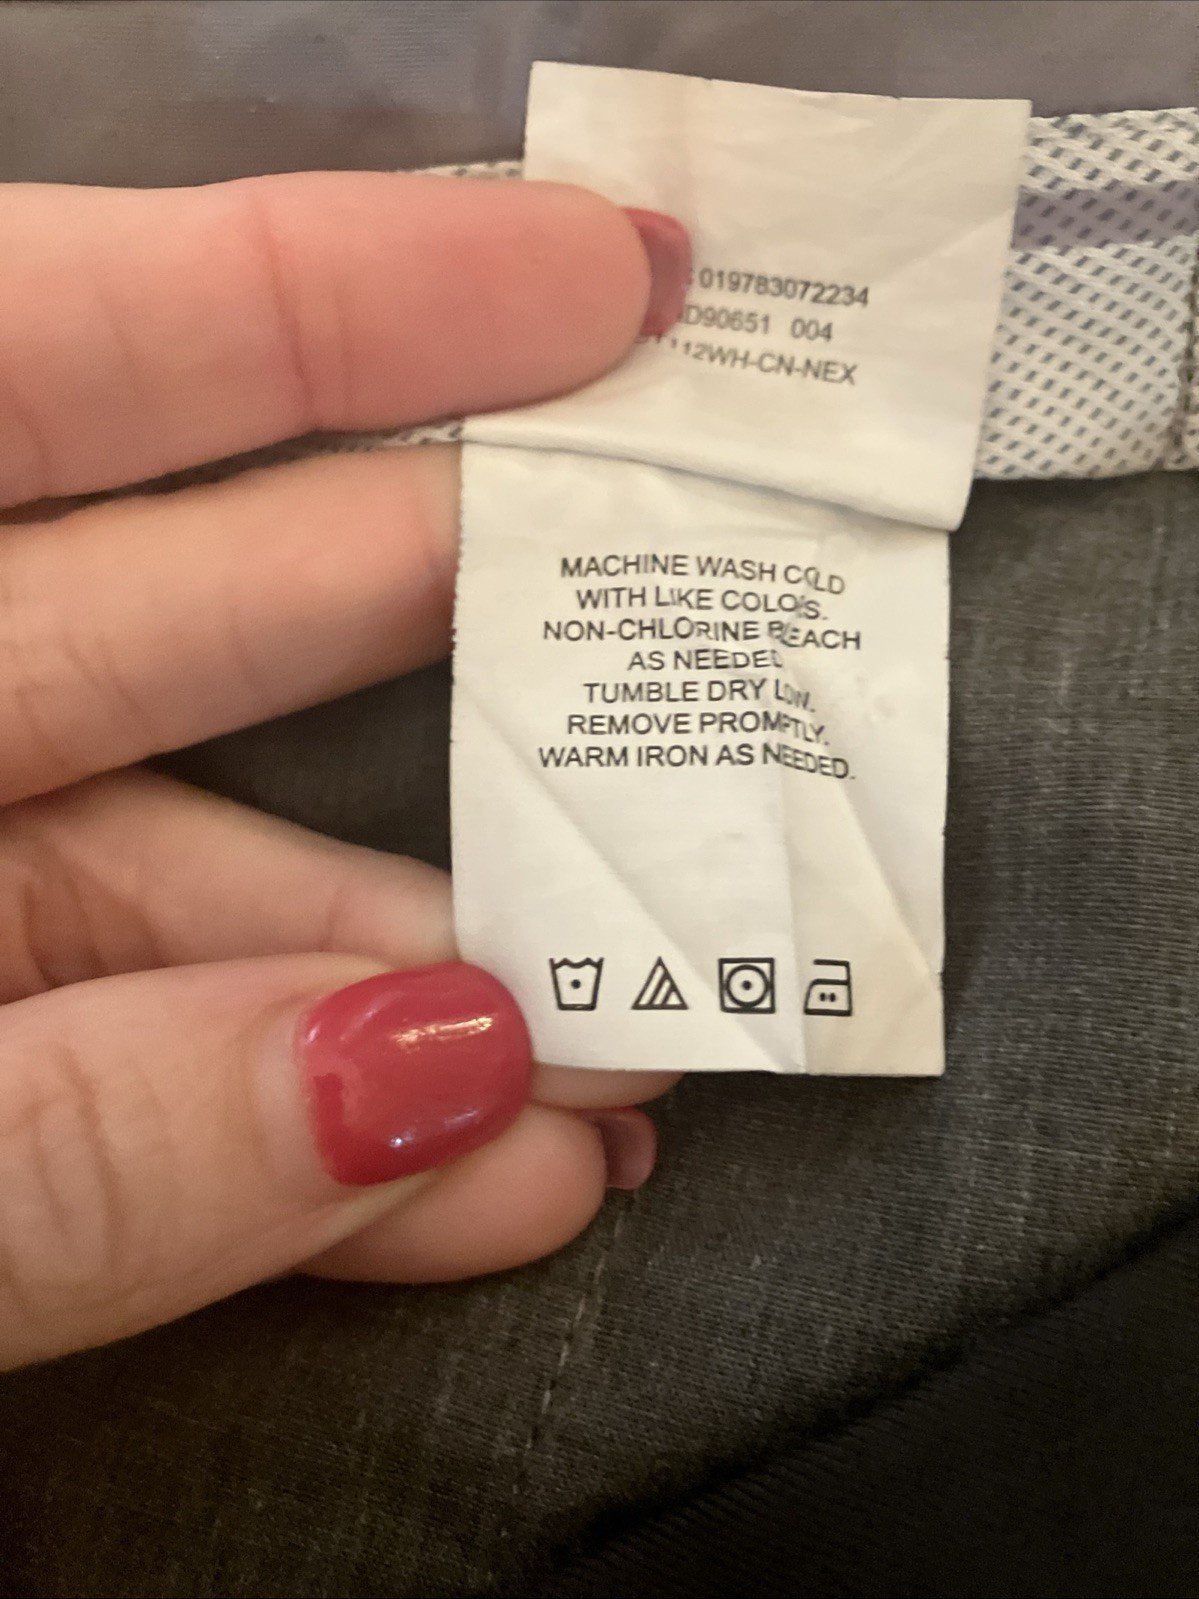 019783072234
D90651 004
112WH-CN-NEX
MACHINE WASH COLD
WITH LIKE COLORS.
NON-CHLORINE BLEACH
AS NEEDED
TUMBLE DRY LOW.
REMOVE PROMPTLY.
WARM IRON AS NEEDED.